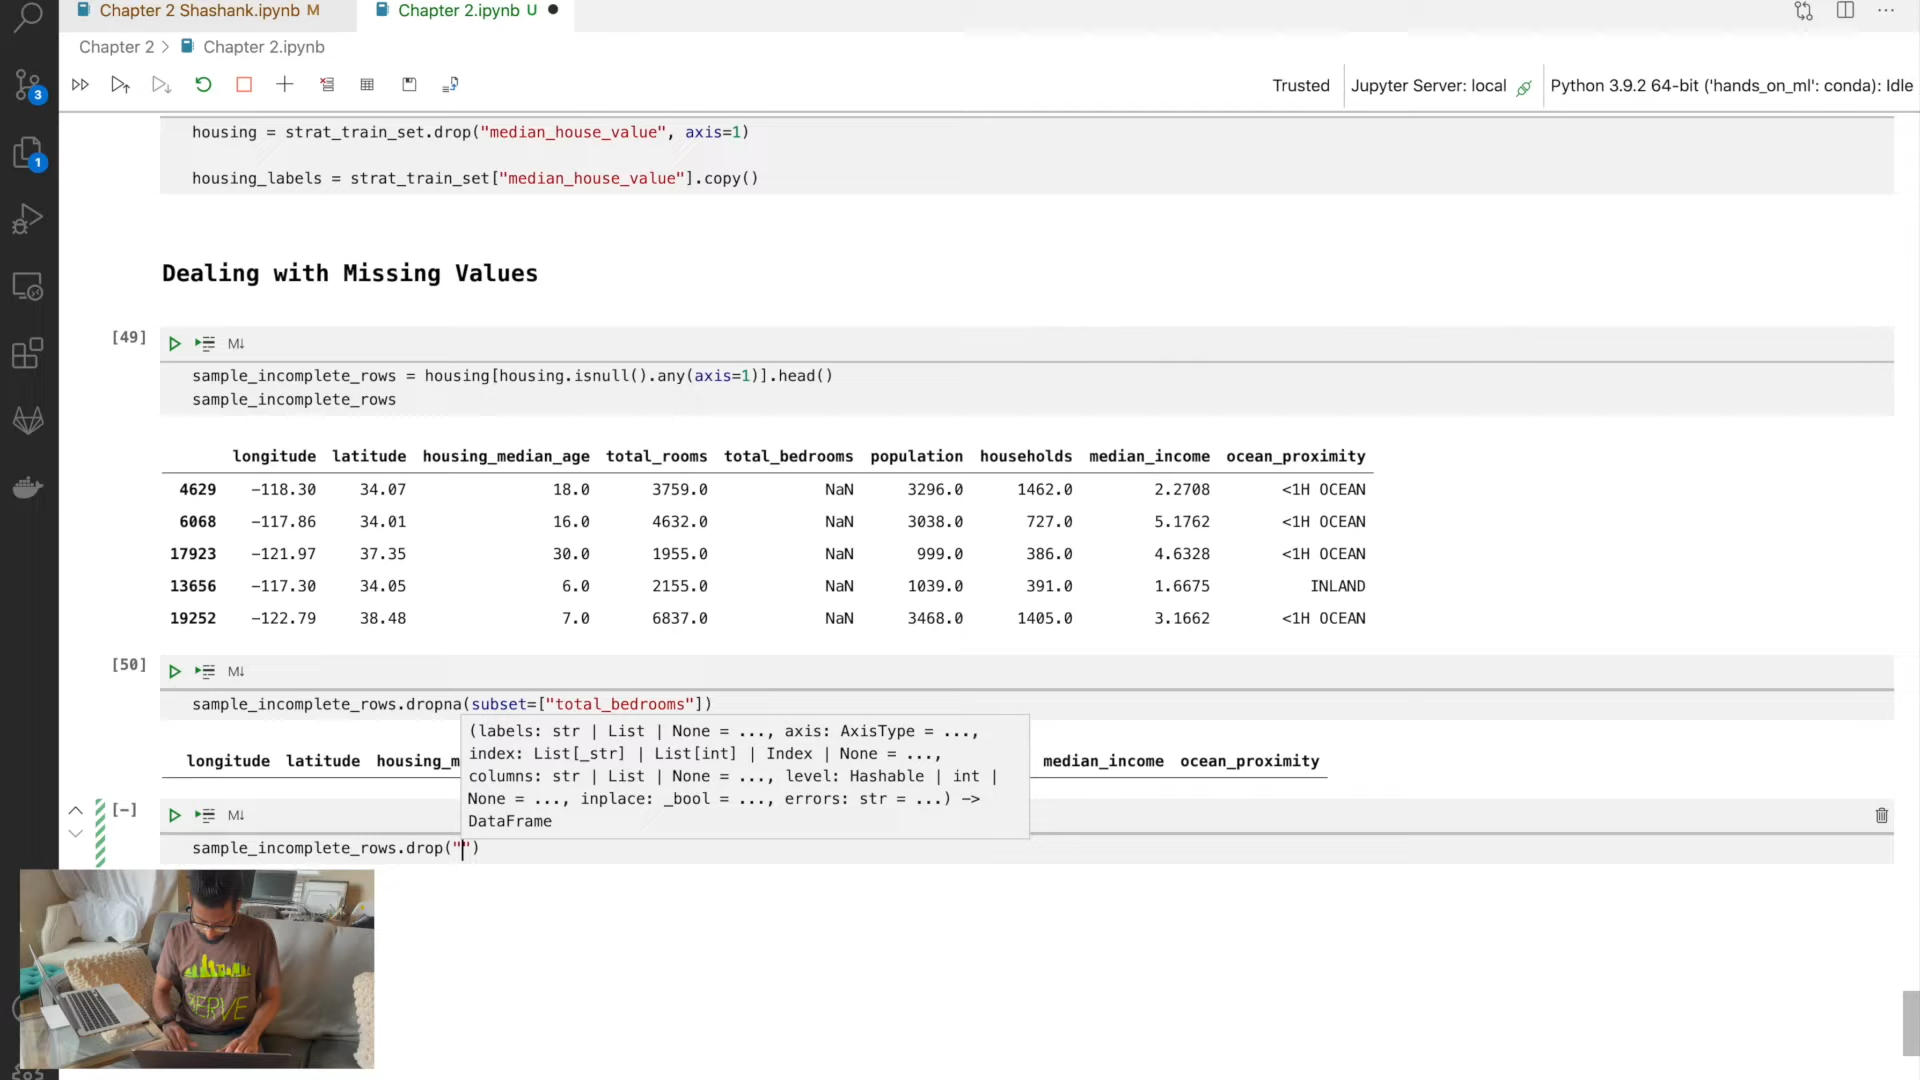 Chapter 2 Shashank.ipynb M
Chapter 2.ipynb U
Chapter 2 > Chapter 2.ipynb
3
1
Trusted
Jupyter Server: local
Python 3.9.2 64-bit ('hands_on_ml': conda): Idle
housing = strat_train_set.drop("median_house_value", axis=1)
housing_labels = strat_train_set["median_house_value"].copy()
Dealing with Missing Values
[49]
M↓
sample_incomplete_rows = housing[housing.isnull().any(axis=1)].head()
sample_incomplete_rows
longitude latitude housing_median_age total_rooms total_bedrooms population households median_income ocean_proximity
4629 -118.30 34.07 18.0 3759.0 NaN 3296.0 1462.0 2.2708 <1H OCEAN
6068 -117.86 34.01 16.0 4632.0 NaN 3038.0 727.0 5.1762 <1H OCEAN
17923 -121.97 37.35 30.0 1955.0 NaN 999.0 386.0 4.6328 <1H OCEAN
13656 -117.30 34.05 6.0 2155.0 NaN 1039.0 391.0 1.6675 INLAND
19252 -122.79 38.48 7.0 6837.0 NaN 3468.0 1405.0 3.1662 <1H OCEAN
[50]
M↓
sample_incomplete_rows.dropna(subset=["total_bedrooms"])
(labels: str | List | None = ..., axis: AxisType = ...,
index: List[_str] | List[int] | Index | None = ...,
columns: str | List | None = ..., level: Hashable | int |
None = ..., inplace: _bool = ..., errors: str = ...) ->
DataFrame
longitude latitude housing_m median_income ocean_proximity
[-]
M↓
sample_incomplete_rows.drop("")